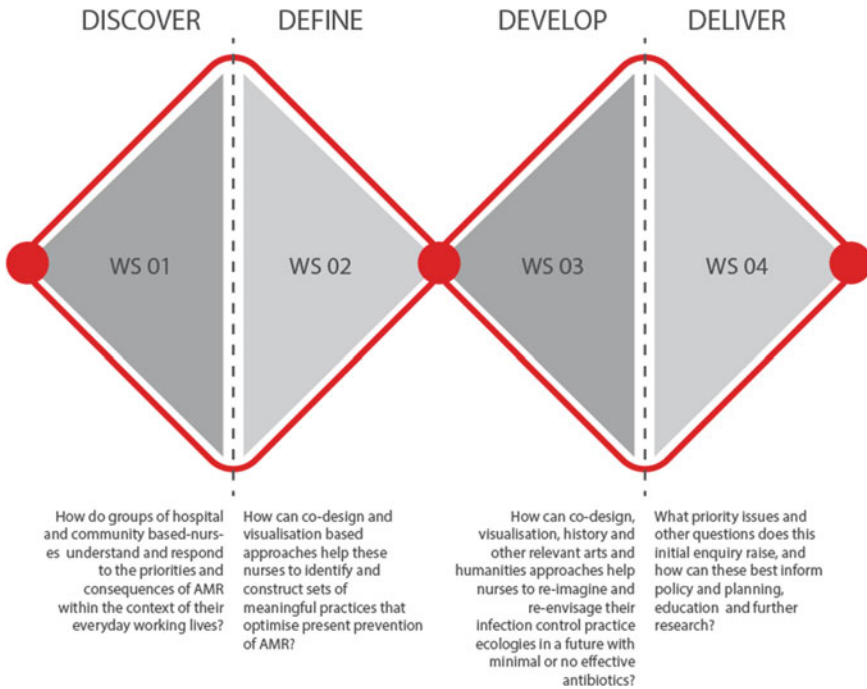 DISCOVER
DEFINE
DEVELOP
DELIVER
WS 01
WS 02
WS 03
WS 04
How do groups of hospital
and community based-nurs-
es understand and respond
to the priorities and
consequences of AMR
within the context of their
everyday working lives?
How can co-design and
visualisation based
approaches help these
nurses to identify and
construct sets of
meaningful practices that
optimise present prevention
of AMR?
How can co-design,
visualisation, history and
other relevant arts and
humanities approaches help
nurses to re-imagine and
re-envisage their
infection control practice
ecologies in a future with
minimal or no effective
antibiotics?
What priority issues and
other questions does this
initial enquiry raise, and
how can these best inform
policy and planning,
education and further
research?